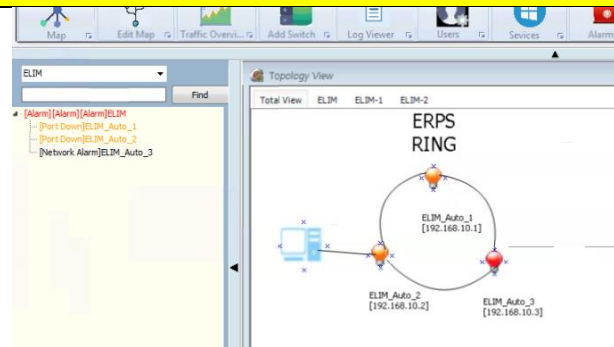 Map
Edit Map
Traffic Overvi...
Add Switch
Log Viewer
Users
Sevices
Alarm
ELIM
Find
[Alarm][Alarm][Alarm]ELIM
[Port Down]ELIM_Auto_1
[Port Down]ELIM_Auto_2
[Network Alarm]ELIM_Auto_3
Topology View
Total View ELIM ELIM-1 ELIM-2
ERPS
RING
ELIM_Auto_1
[192.168.10.1]
ELIM_Auto_2
[192.168.10.2]
ELIM_Auto_3
[192.168.10.3]